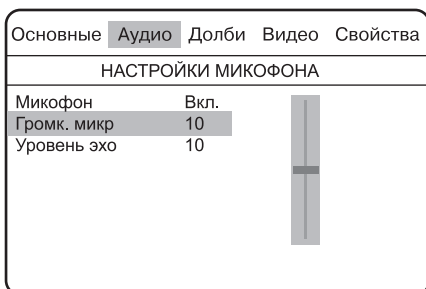 Основные Аудио Долби Видео Свойства
НАСТРОЙКИ МИКОФОНА
Микофон Вкл.
Громк. микр 10
Уровень эхо 10